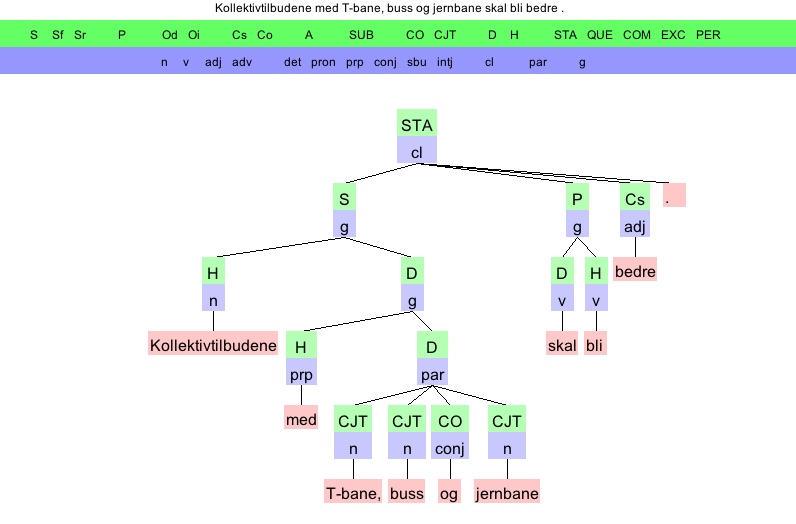 Kollektivtilbudene med T-bane, buss og jernbane skal bli bedre .
S Sf Sr P Od Oi Cs Co A SUB CO CJT D H STA QUE COM EXC PER
n v adj adv det pron prp conj sbu intj cl par g
STA
cl
S P Cs .
g g adj
H D D H bedre
n g v v
Kollektivtilbudene H D skal bli
prp par
med CJT CJT CO CJT
n n conj n
T-bane, buss og jernbane